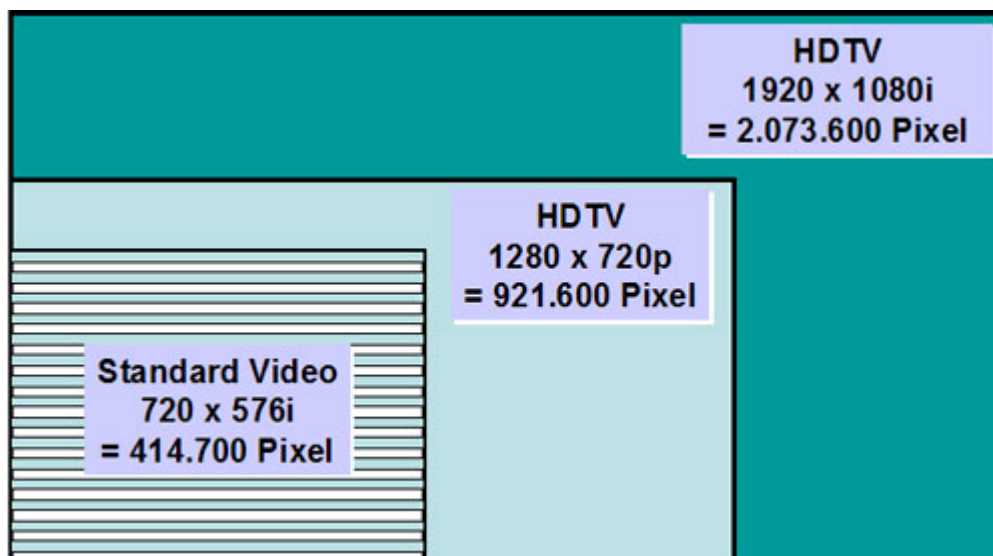 HDTV
1920 x 1080i
= 2.073.600 Pixel
HDTV
1280 x 720p
= 921.600 Pixel
Standard Video
720 x 576i
= 414.700 Pixel